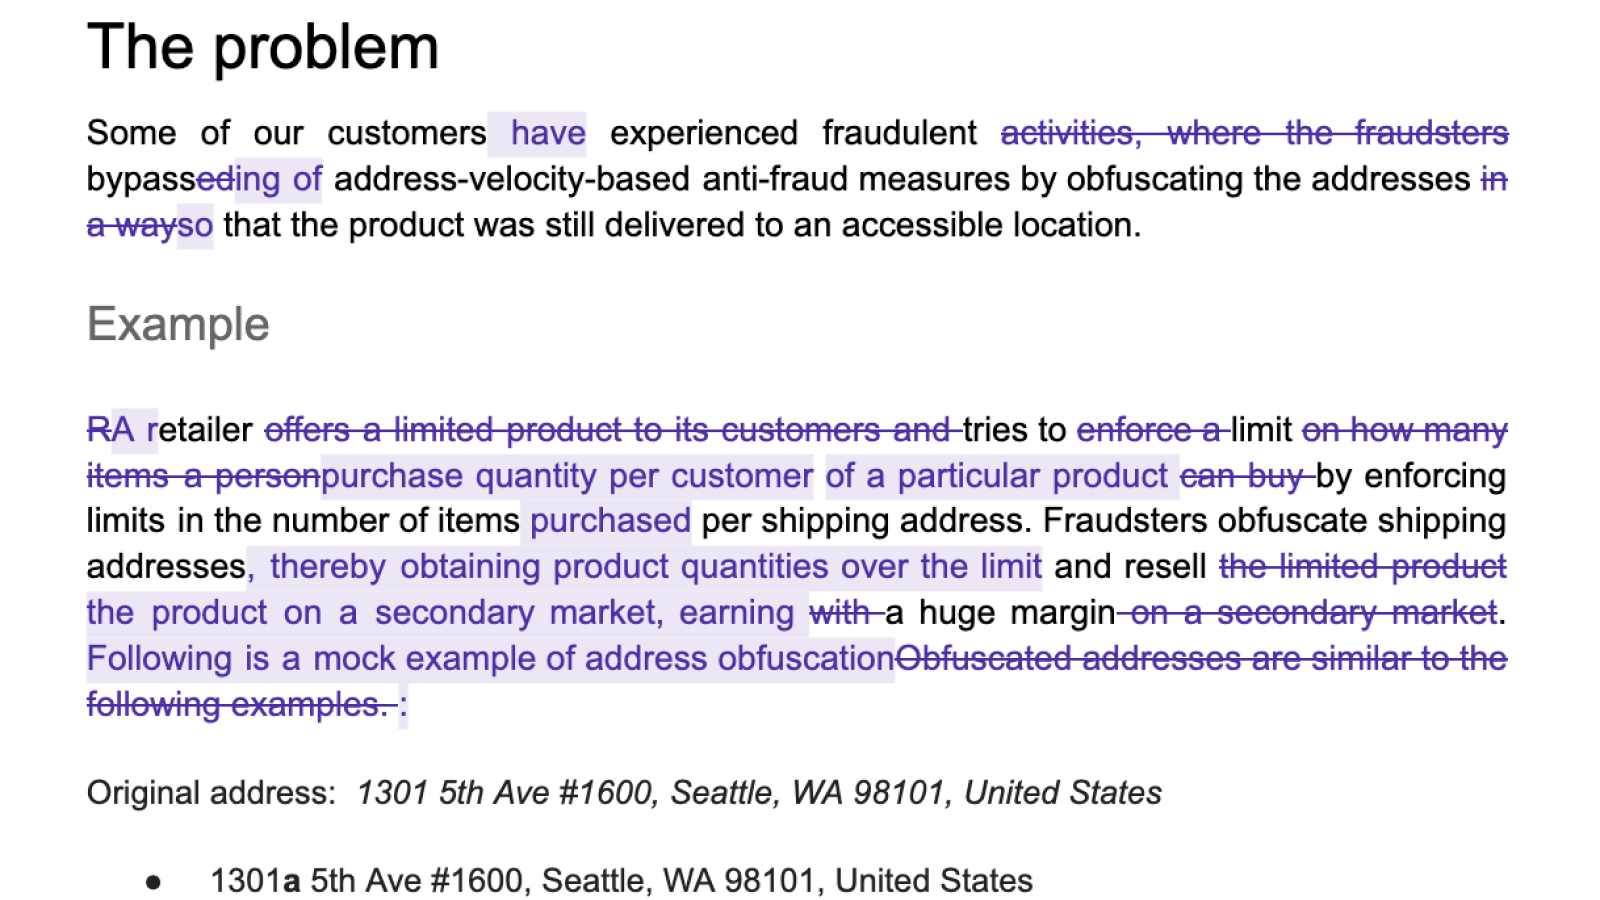 The problem
Some of our customers have experienced fraudulent activities, where the fraudsters
bypasseding of address-velocity-based anti-fraud measures by obfuscating the addresses in
a wayso that the product was still delivered to an accessible location.
Example
RA retailer offers a limited product to its customers and tries to enforce a limit on how many
items a personpurchase quantity per customer of a particular product can buy by enforcing
limits in the number of items purchased per shipping address. Fraudsters obfuscate shipping
addresses, thereby obtaining product quantities over the limit and resell the limited product
the product on a secondary market, earning with a huge margin on a secondary market.
Following is a mock example of address obfuscationObfuscated addresses are similar to the
following examples. :
Original address: 1301 5th Ave #1600, Seattle, WA 98101, United States
● 1301a 5th Ave #1600, Seattle, WA 98101, United States